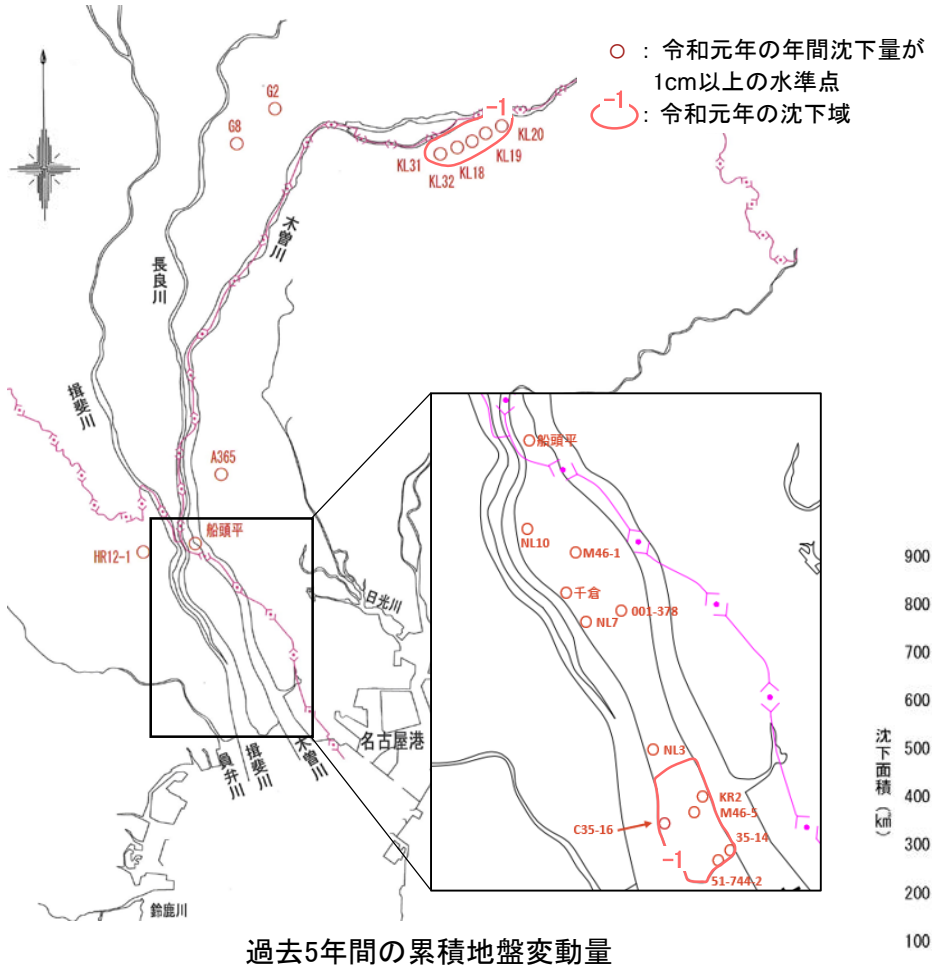 ○ : 令和元年の年間沈下量が
1cm以上の水準点
-1 : 令和元年の沈下域
G2
G8
-1
KL20
KL19
KL18
KL32
KL31
木曽川
長良川
揖斐川
A365
船頭平
HR12-1
日光川
名古屋港
員弁川
揖斐川
木曽川
鈴鹿川
船頭平
NL10
M46-1
千倉
001-378
NL7
NL3
KR2
M46-5
C35-16
35-14
-1
51-744-2
900
800
700
600
500
400
300
200
100
沈下面積(㎢)
過去5年間の累積地盤変動量